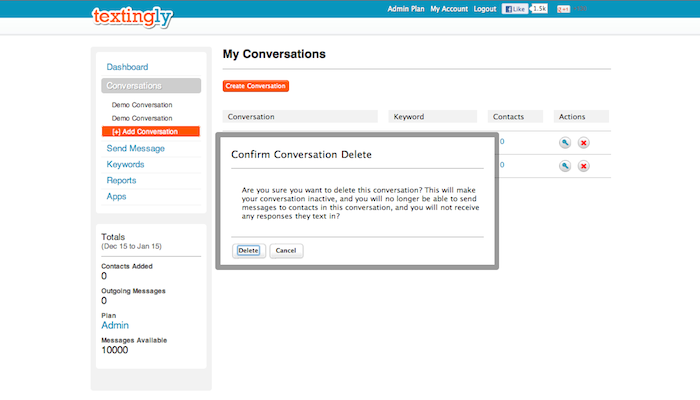 textingly
Admin Plan My Account Logout Like 1.5k
My Conversations
Dashboard
Conversations
Demo Conversation
Demo Conversation
[+] Add Conversation
Send Message
Keywords
Reports
Apps
Totals
(Dec 15 to Jan 15)
Contacts Added
0
Outgoing Messages
0
Plan
Admin
Messages Available
10000
Create Conversation
Conversation Keyword Contacts Actions
0
0
Confirm Conversation Delete
Are you sure you want to delete this conversation? This will make
your conversation inactive, and you will no longer be able to send
messages to contacts in this conversation, and you will not receive
any responses they text in?
Delete Cancel